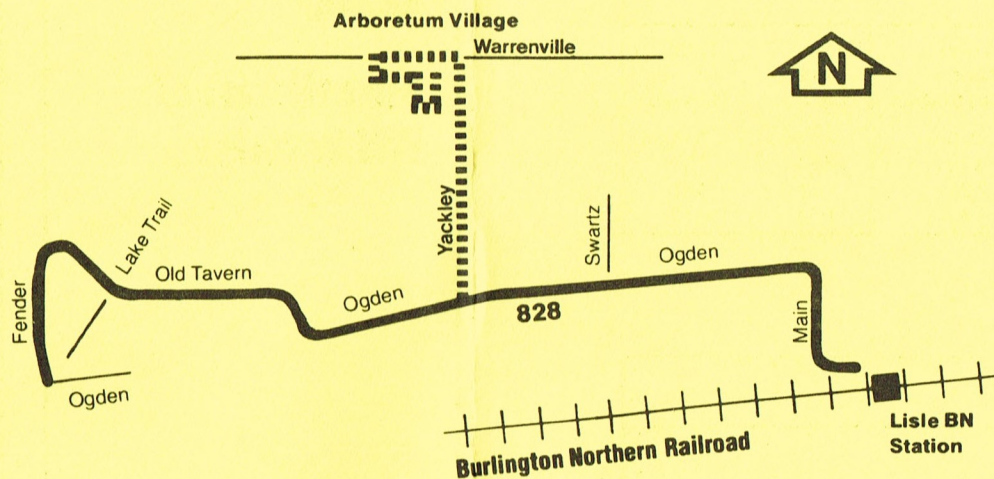 Arboretum Village
Warrenville
N
Yackley
Lake Trail
Swartz
Ogden
Old Tavern
Ogden
Fender
828
Main
Ogden
Lisle BN
Station
Burlington Northern Railroad